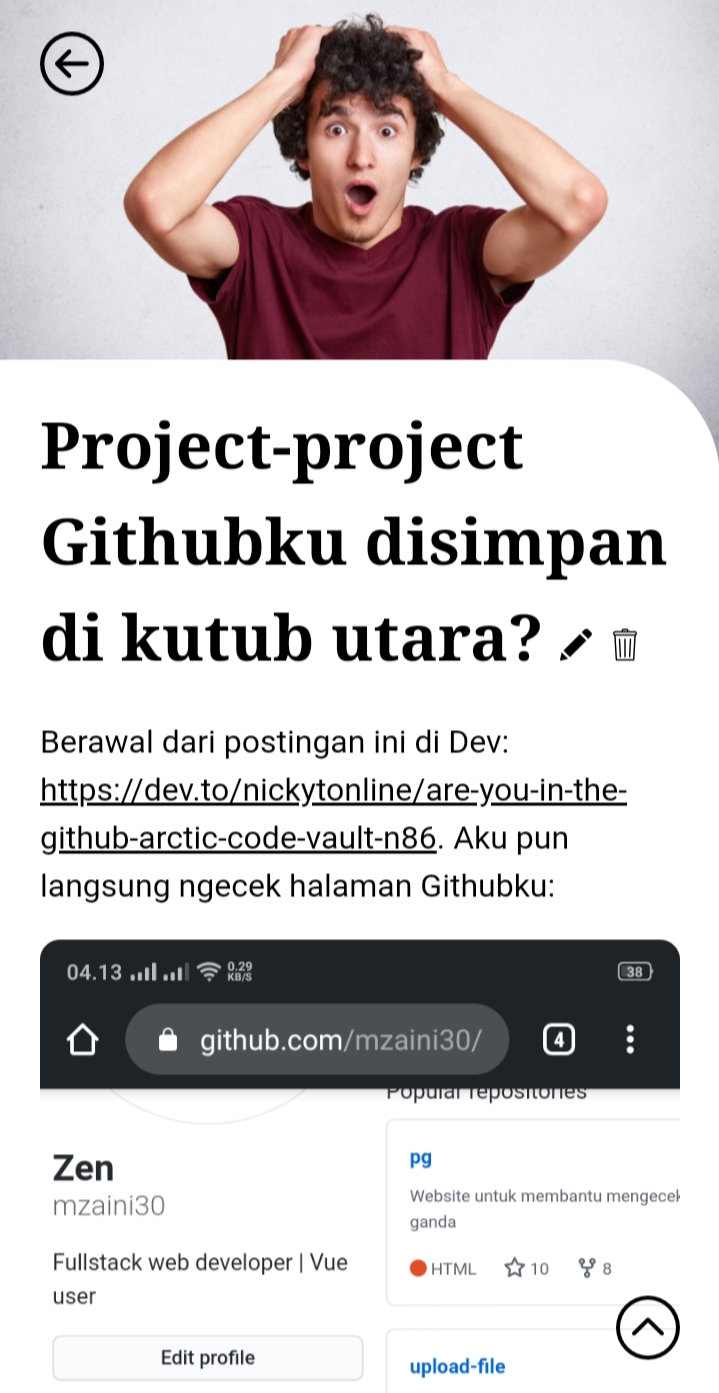 Project-project
Githubku disimpan
di kutub utara?
Berawal dari postingan ini di Dev:
https://dev.to/nickytonline/are-you-in-the-
github-arctic-code-vault-n86. Aku pun
langsung ngecek halaman Githubku:
04.13 0.29 KB/S 38
github.com/mzaini30/ 4
Popular repositories
Zen
mzaini30
Fullstack web developer | Vue
user
Edit profile
pg
Website untuk membantu mengecek
ganda
HTML 10 8
upload-file